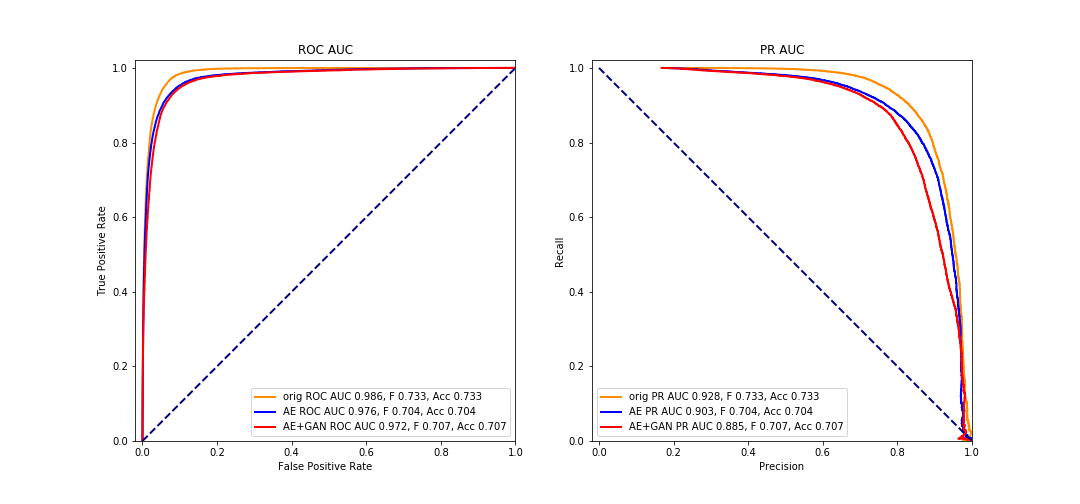 ROC AUC
True Positive Rate
1.0
0.8
0.6
0.4
0.2
0.0
0.0
0.2
0.4
0.6
0.8
1.0
False Positive Rate
orig ROC AUC 0.986, F 0.733, Acc 0.733
AE ROC AUC 0.976, F 0.704, Acc 0.704
AE+GAN ROC AUC 0.972, F 0.707, Acc 0.707
PR AUC
Recall
1.0
0.8
0.6
0.4
0.2
0.0
0.0
0.2
0.4
0.6
0.8
1.0
Precision
orig PR AUC 0.928, F 0.733, Acc 0.733
AE PR AUC 0.903, F 0.704, Acc 0.704
AE+GAN PR AUC 0.885, F 0.707, Acc 0.707